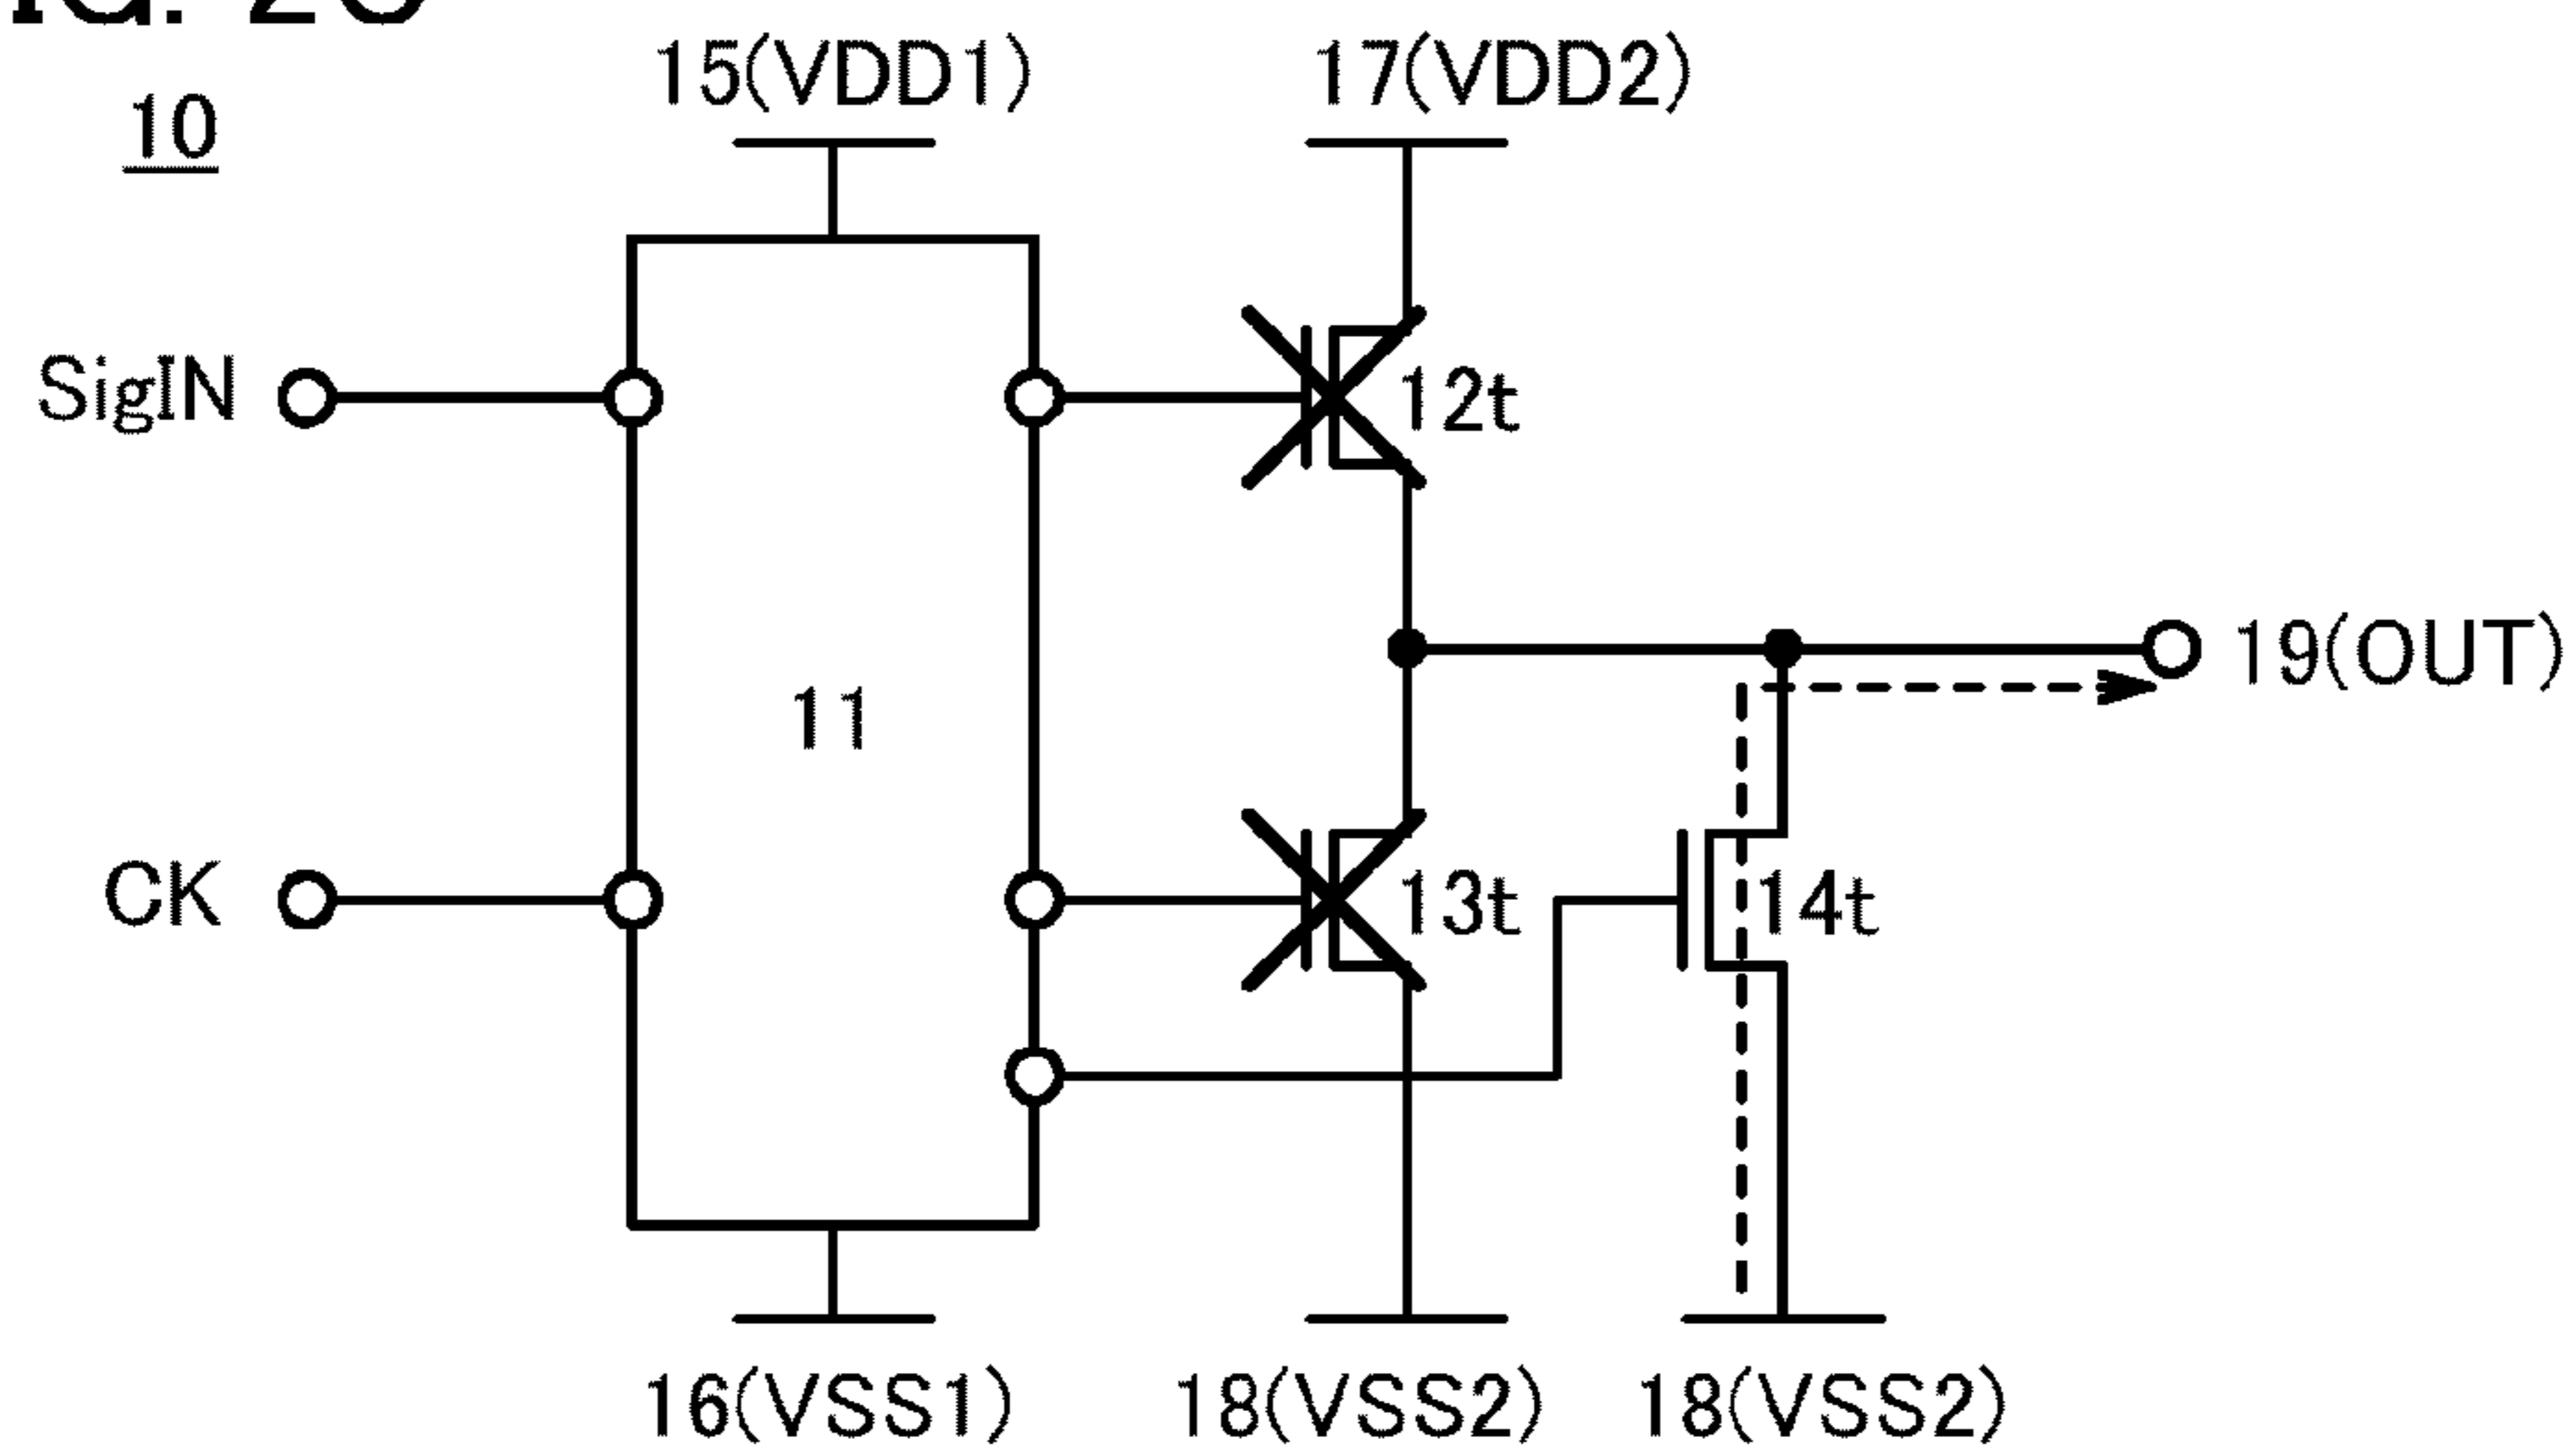 15(VDD1)
17(VDD2)
10
SigIN
12t
19(OUT)
11
CK
13t
14t
16(VSS1)
18(VSS2)
18(VSS2)